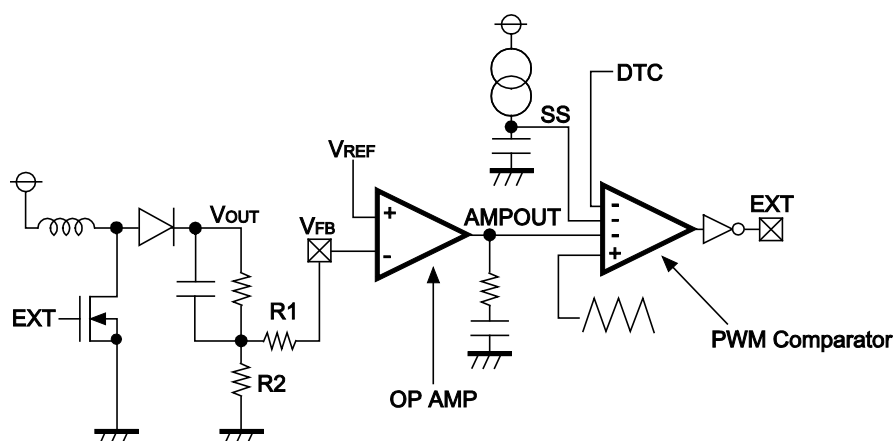 DTC
SS
VREF
VOUT
VFB
AMPOUT
EXT
+
-
-
-
-
+
EXT
R1
R2
OP AMP
PWM Comparator